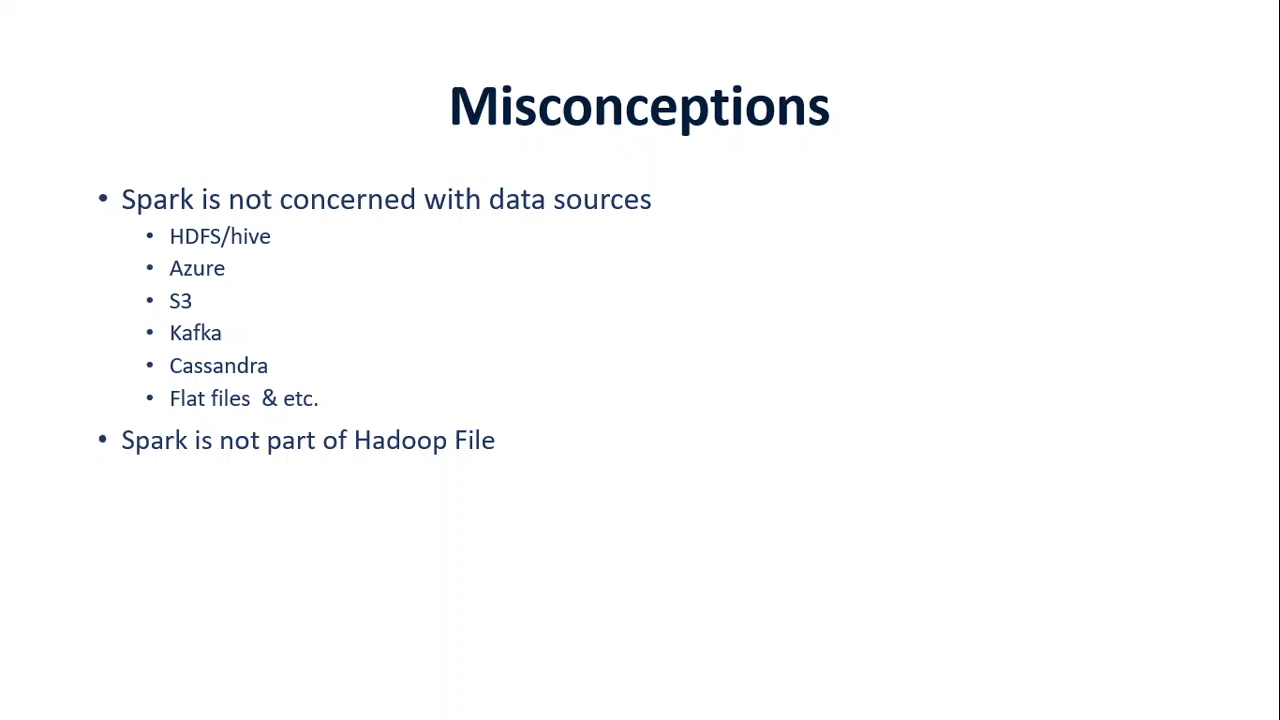 Misconceptions
• Spark is not concerned with data sources
• HDFS/hive
• Azure
• S3
• Kafka
• Cassandra
• Flat files & etc.
• Spark is not part of Hadoop File